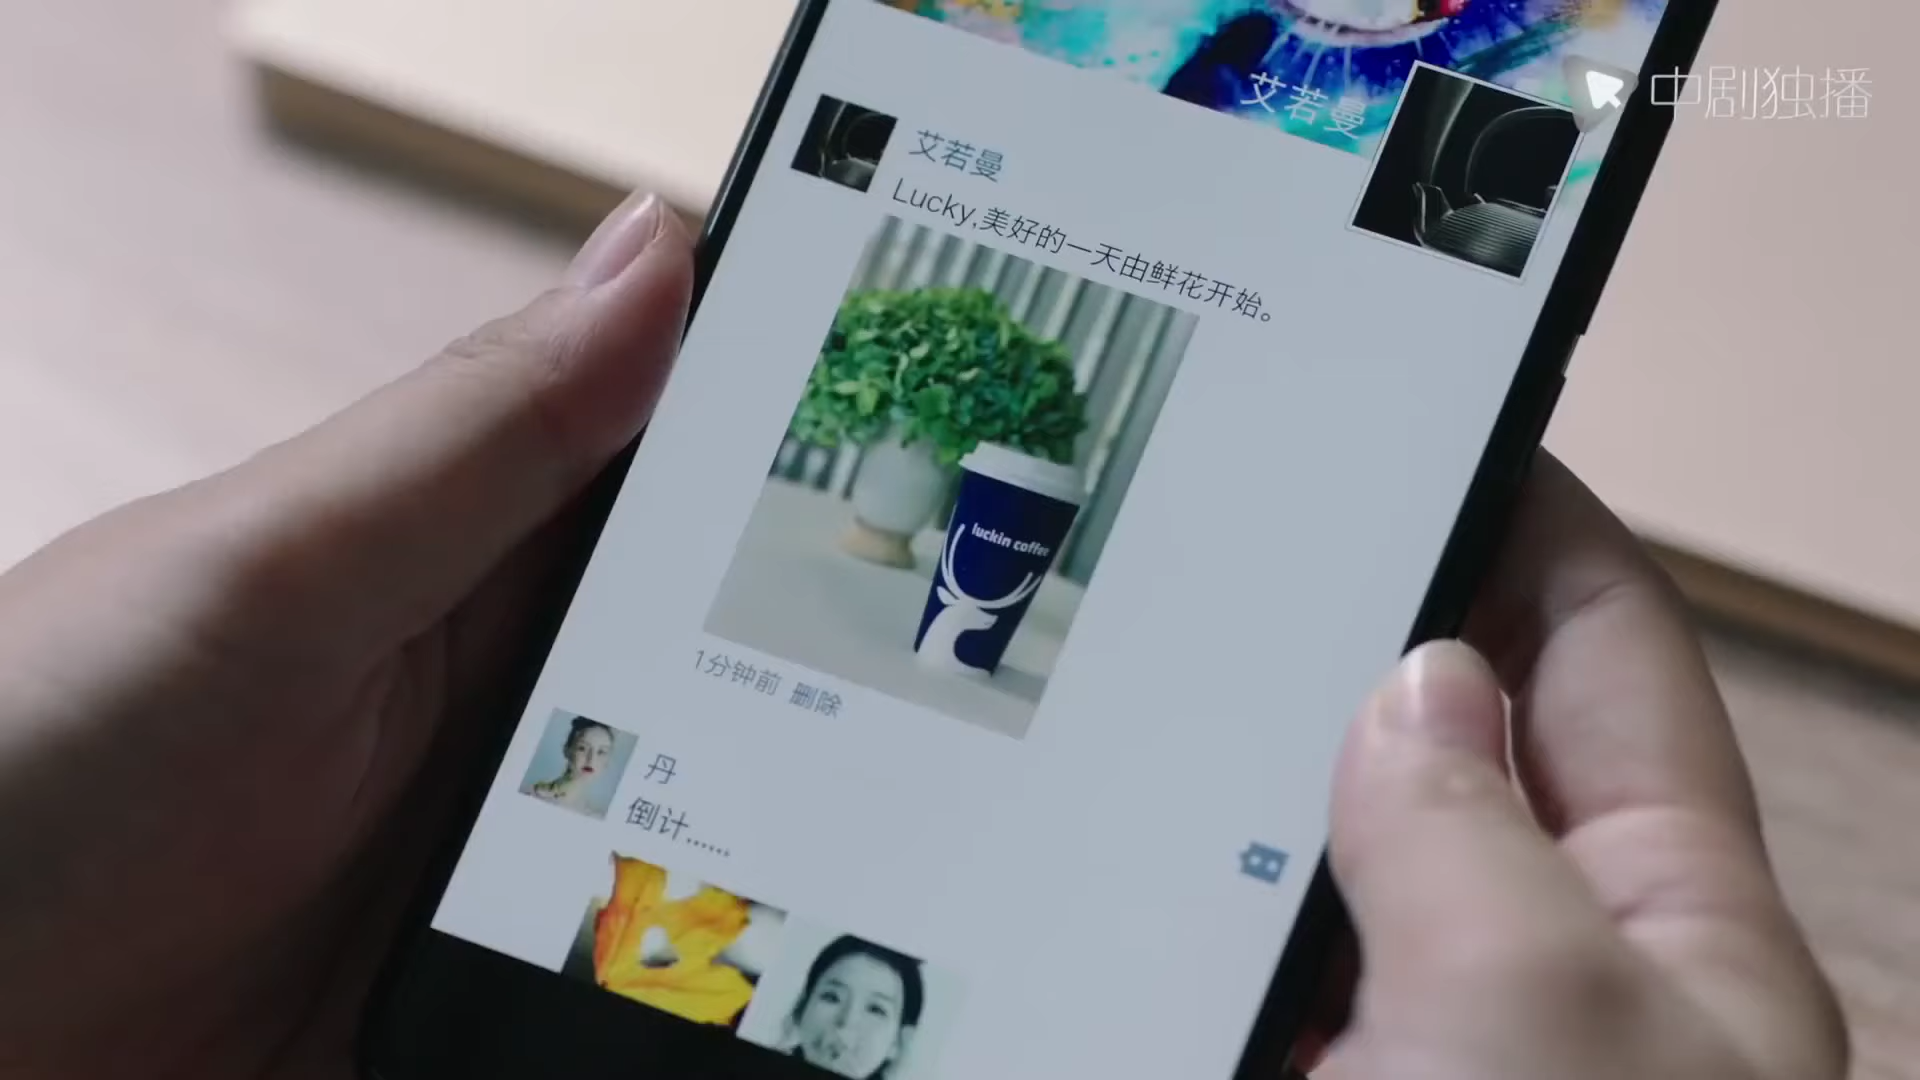 中剧独播
艾若曼
艾若曼
Lucky,美好的一天由鲜花开始。
luckin coffee
1分钟前 删除
丹
倒计......